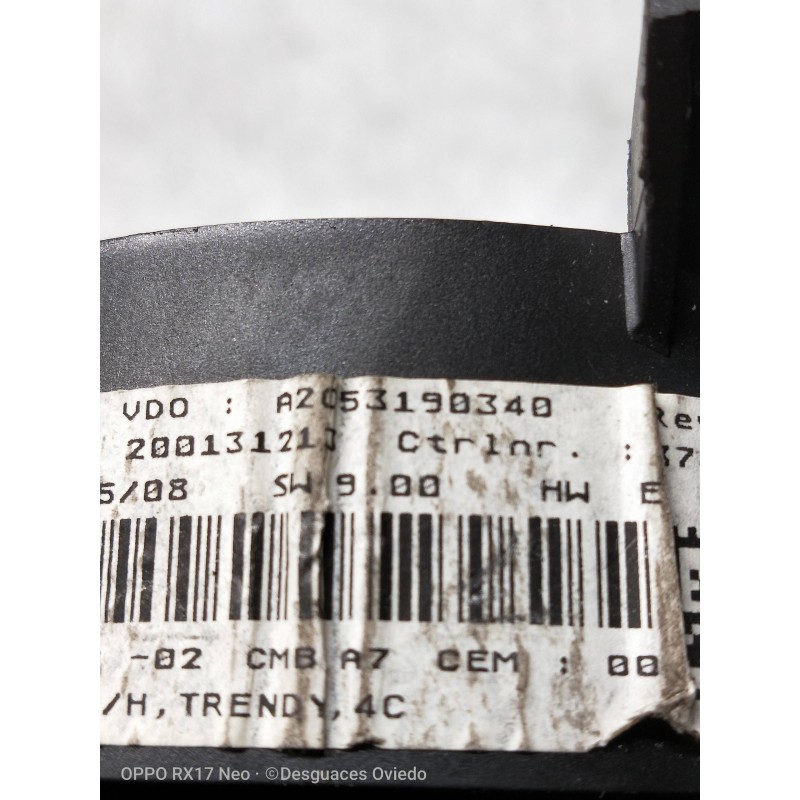 VDO : A2C53190340
200131213 Ctrlnr. :
5/08 SW 9.00 HW E
-02 CMB A7 CEM : 00
/H, TRENDY, 4C
OPPO RX17 Neo · ©Desguaces Oviedo